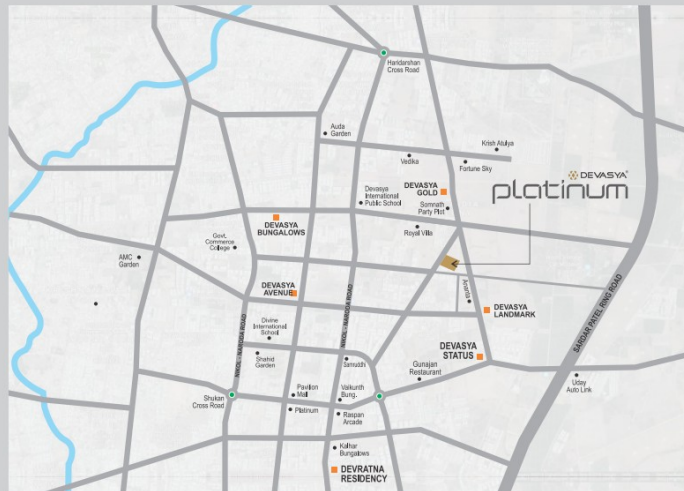 Haridarshan
Cross Road
Auda
Garden
Krish Atulya
Vedika
Fortune Sky
DEVASYA
platinum
Devasya
International
Public School
DEVASYA
GOLD
Somnath
Party Plot
DEVASYA
BUNGALOWS
Royal Villa
Govt.
Commerce
College
AMC
Garden
DEVASYA
AVENUE
Ananta
DEVASYA
LANDMARK
NIKOL - NARODA ROAD
NIKOL - NARODA ROAD
SARDAR PATEL RING ROAD
Divine
International
School
Shahid
Garden
Samruddh
DEVASYA
STATUS
Gunajan
Restaurant
Uday
Auto Link
Shukan
Cross Road
Pavilion
Mall
Vaikunth
Bung.
Platinum
Raspan
Arcade
Kalhar
Bungalows
DEVRATNA
RESIDENCY